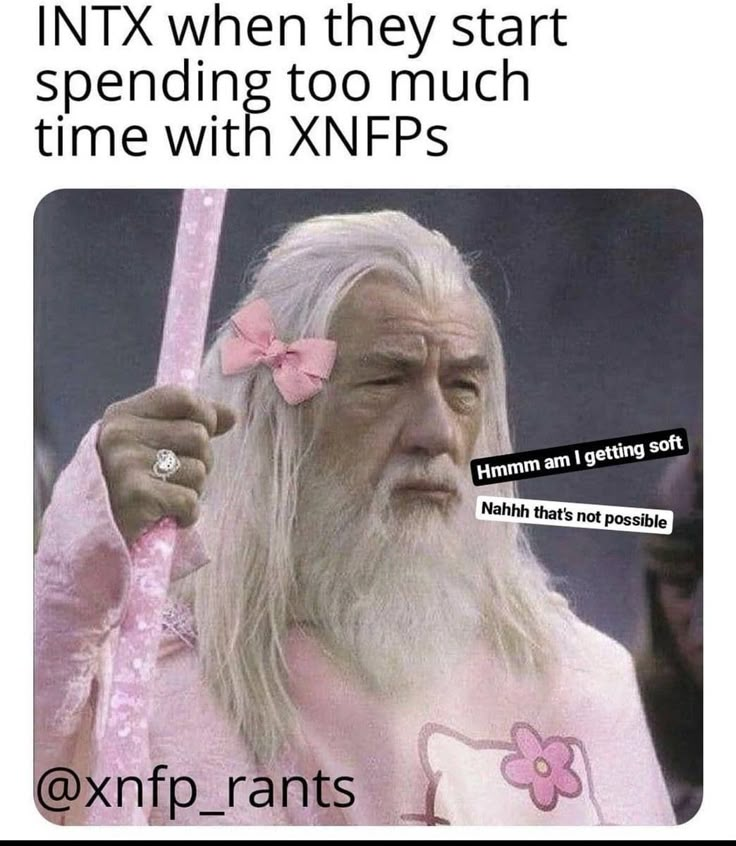 INTX when they start
spending too much
time with XNFPs
Hmmm am I getting soft
Nahhh that's not possible
@xnfp_rants